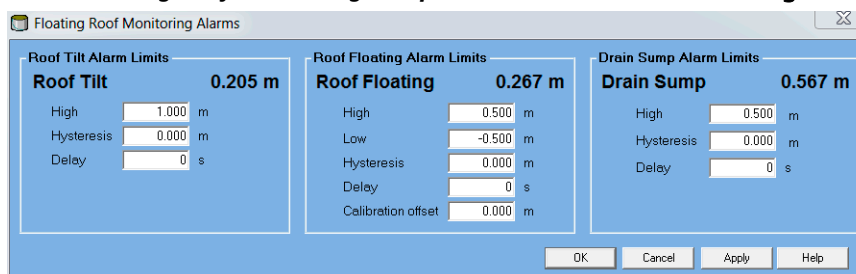 Floating Roof Monitoring Alarms
Roof Tilt Alarm Limits
Roof Tilt 0.205 m
High 1.000 m
Hysteresis 0.000 m
Delay 0 s
Roof Floating Alarm Limits
Roof Floating 0.267 m
High 0.500 m
Low -0.500 m
Hysteresis 0.000 m
Delay 0 s
Calibration offset 0.000 m
Drain Sump Alarm Limits
Drain Sump 0.567 m
High 0.500 m
Hysteresis 0.000 m
Delay 0 s
OK Cancel Apply Help